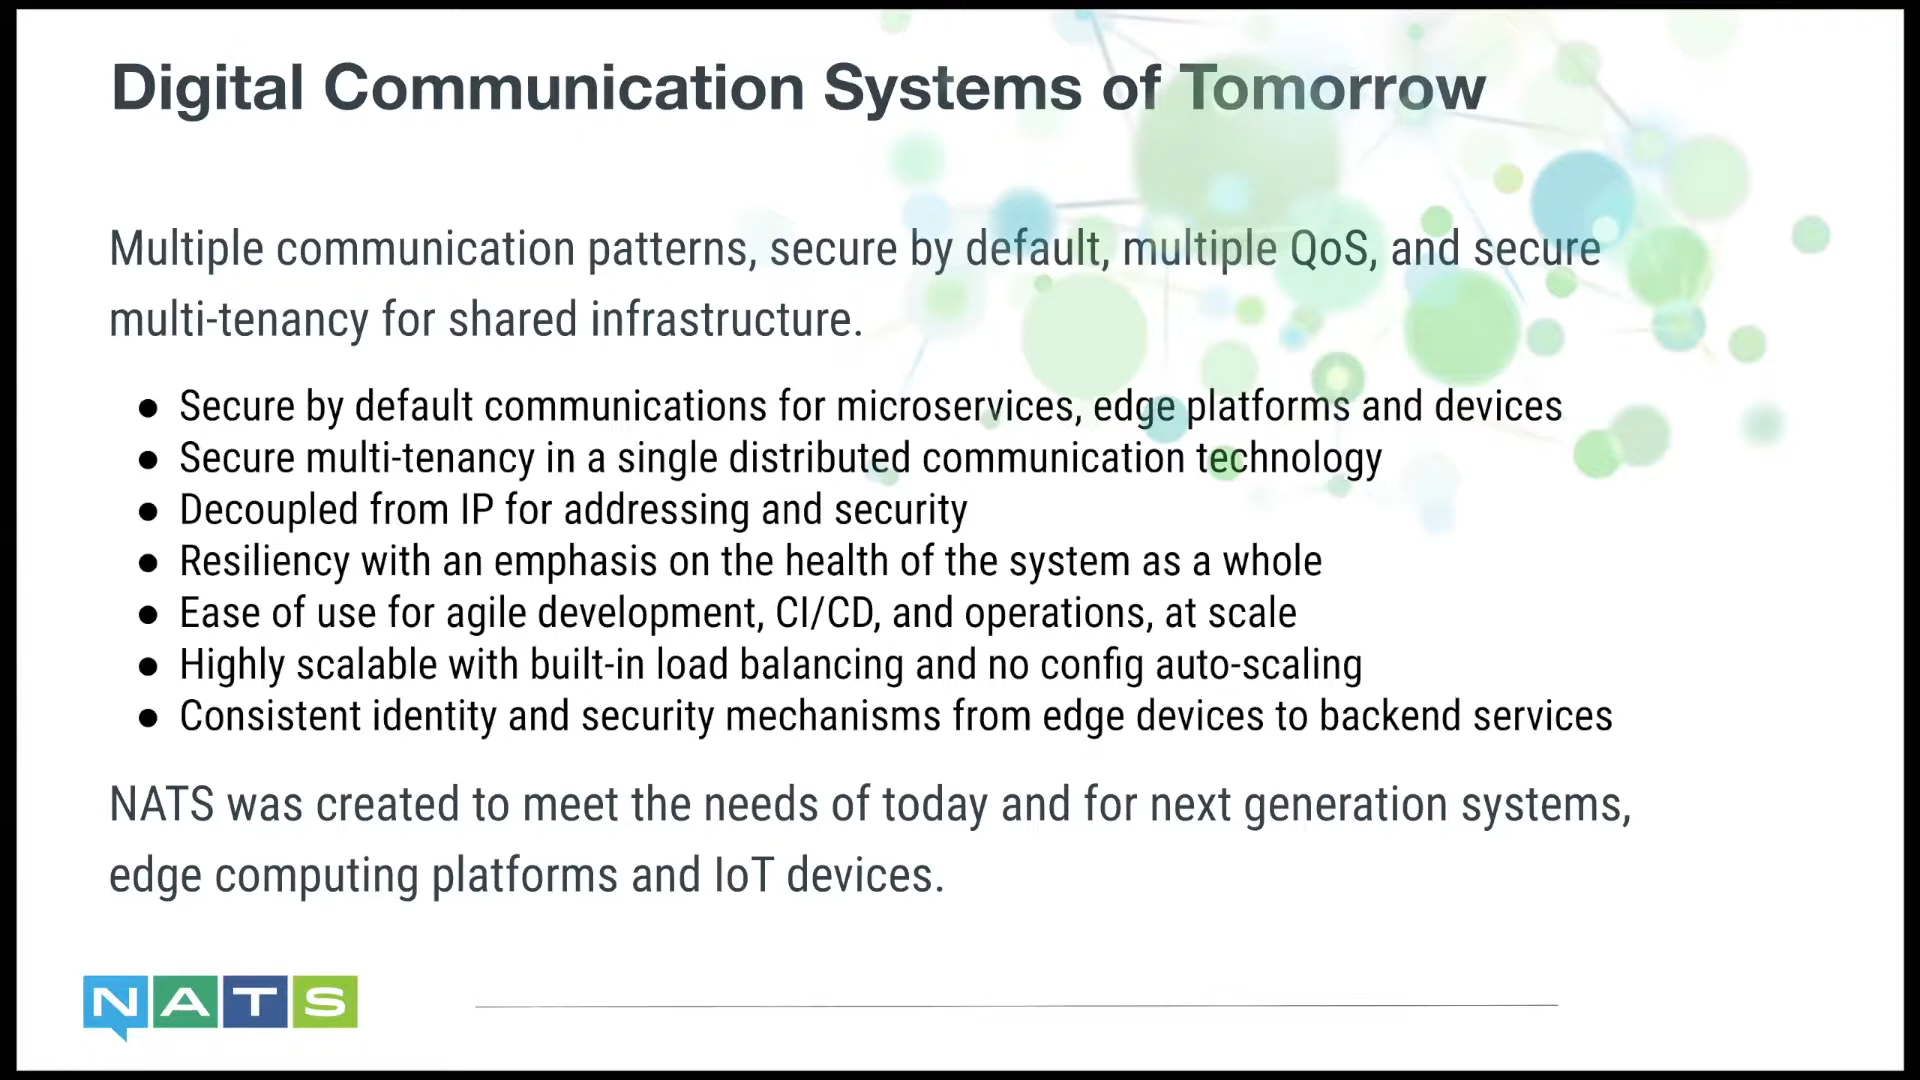 Digital Communication Systems of Tomorrow
Multiple communication patterns, secure by default, multiple QoS, and secure
multi-tenancy for shared infrastructure.
● Secure by default communications for microservices, edge platforms and devices
● Secure multi-tenancy in a single distributed communication technology
● Decoupled from IP for addressing and security
● Resiliency with an emphasis on the health of the system as a whole
● Ease of use for agile development, CI/CD, and operations, at scale
● Highly scalable with built-in load balancing and no config auto-scaling
● Consistent identity and security mechanisms from edge devices to backend services
NATS was created to meet the needs of today and for next generation systems,
edge computing platforms and IoT devices.
NATS